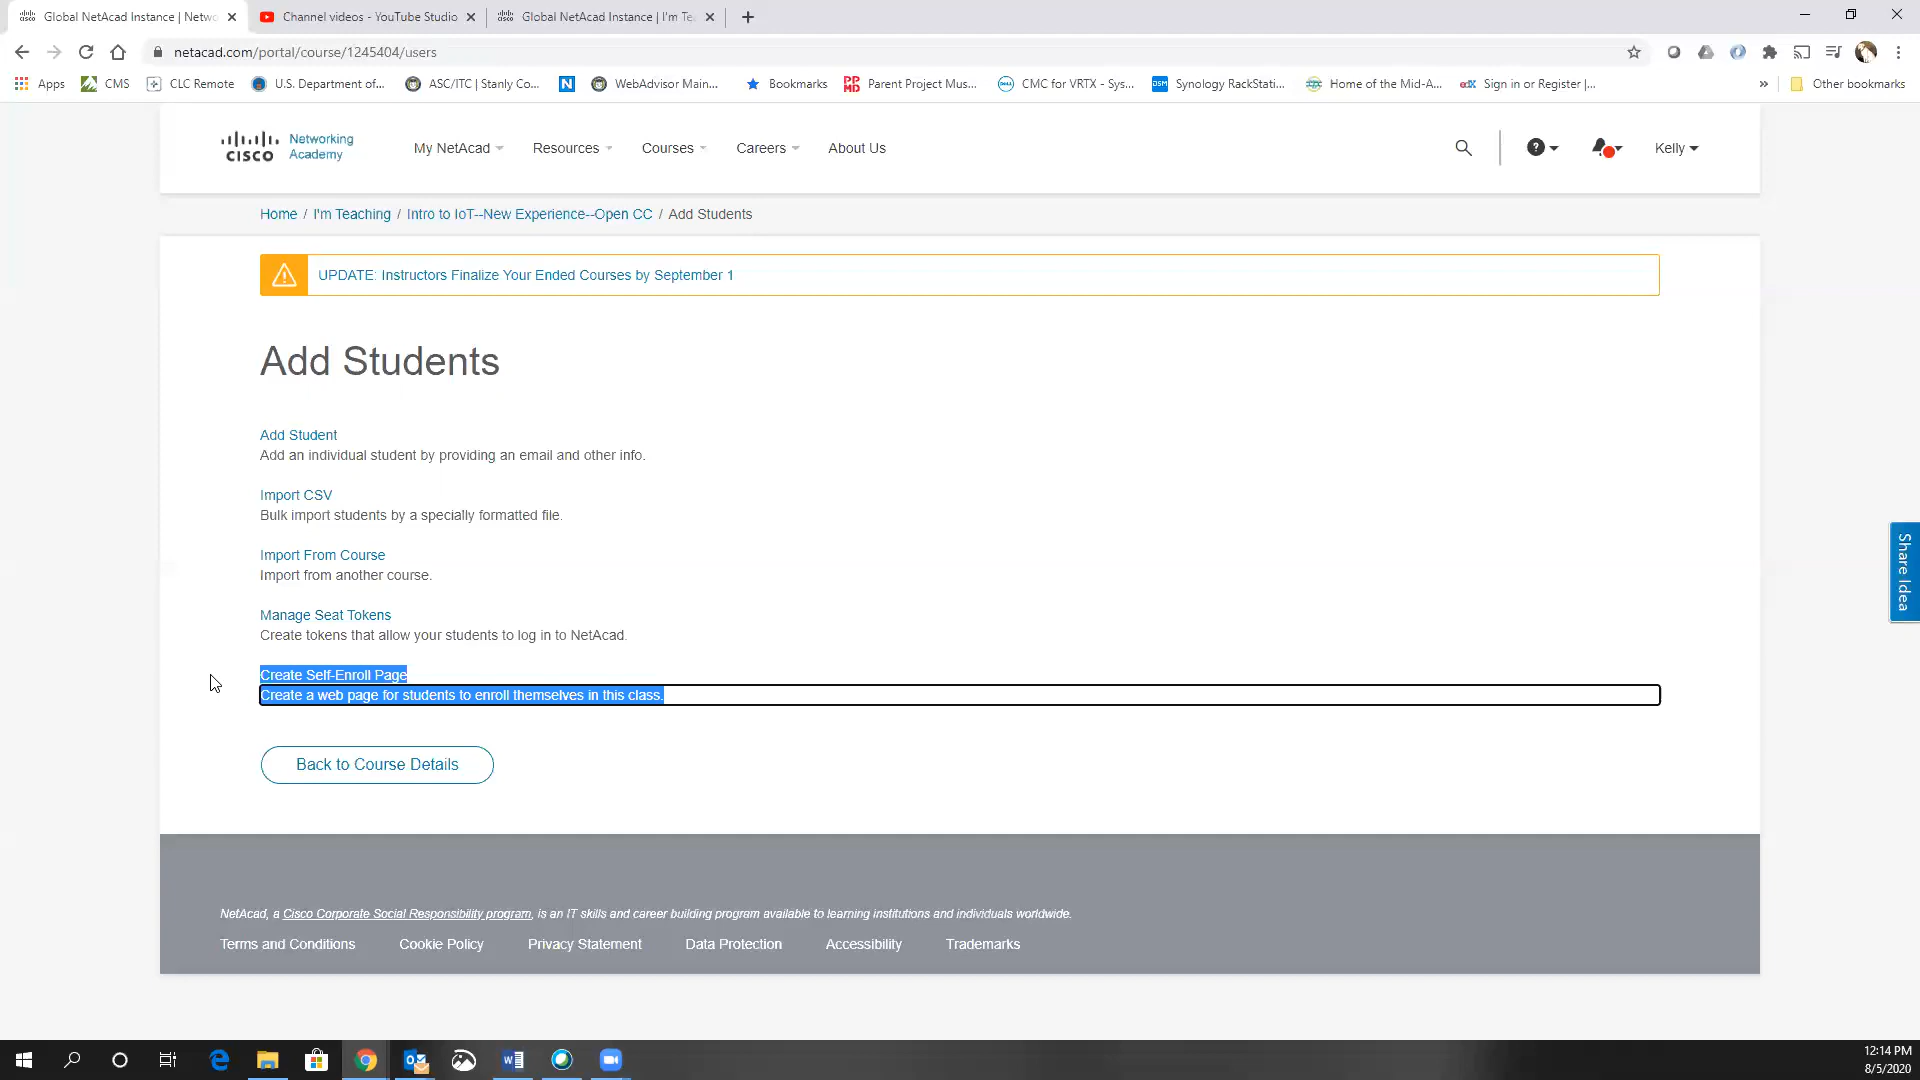 Global NetAcad Instance | Netwo
Channel videos - YouTube Studio
Global NetAcad Instance | I'm Te
netacad.com/portal/course/1245404/users
Apps
CMS
CLC Remote
U.S. Department of...
ASC/ITC | Stanly Co...
WebAdvisor Main...
Bookmarks
Parent Project Mus...
CMC for VRTX - Sys...
Synology RackStati...
Home of the Mid-A...
Sign in or Register |...
»
Other bookmarks
CISCO
Networking
Academy
My NetAcad
Resources
Courses
Careers
About Us
Kelly
Home / I'm Teaching / Intro to IoT--New Experience--Open CC / Add Students
UPDATE: Instructors Finalize Your Ended Courses by September 1
Add Students
Add Student
Add an individual student by providing an email and other info.
Import CSV
Bulk import students by a specially formatted file.
Import From Course
Import from another course.
Manage Seat Tokens
Create tokens that allow your students to log in to NetAcad.
Create Self-Enroll Page
Create a web page for students to enroll themselves in this class.
Back to Course Details
Share Idea
NetAcad, a Cisco Corporate Social Responsibility program, is an IT skills and career building program available to learning institutions and individuals worldwide.
Terms and Conditions
Cookie Policy
Privacy Statement
Data Protection
Accessibility
Trademarks
12:14 PM
8/5/2020